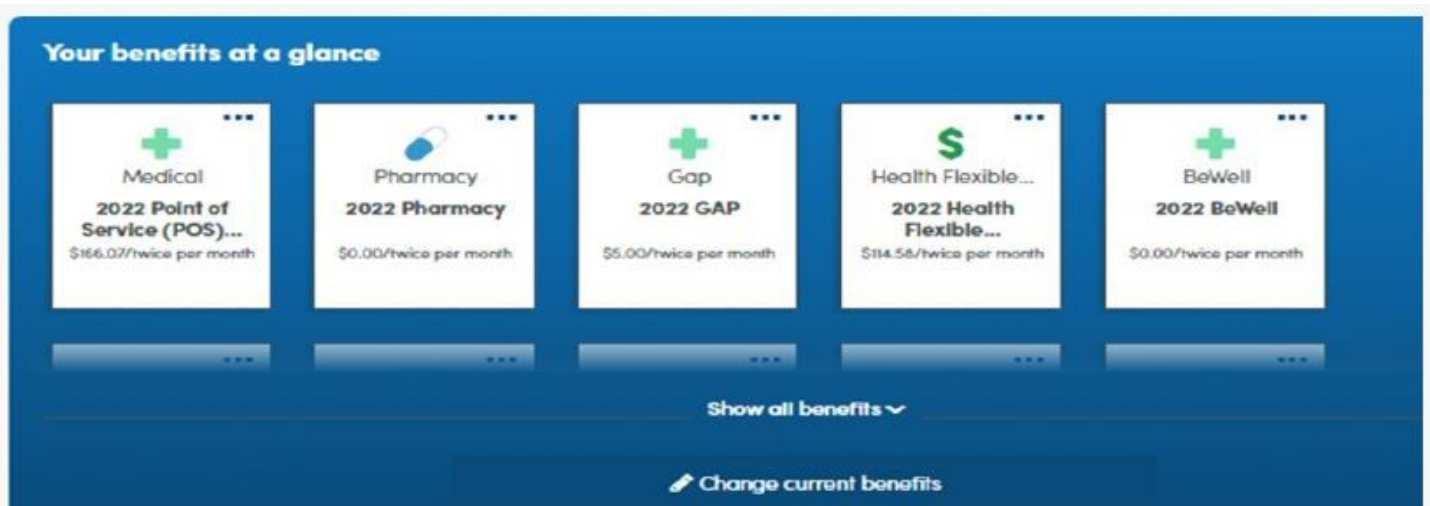 Your benefits at a glance
Medical
2022 Point of
Service (POS)...
$166.07/twice per month
Pharmacy
2022 Pharmacy
$0.00/twice per month
Gap
2022 GAP
$5.00/twice per month
Health Flexible...
2022 Health
Flexible...
$114.58/twice per month
BeWell
2022 BeWell
$0.00/twice per month
Show all benefits
Change current benefits